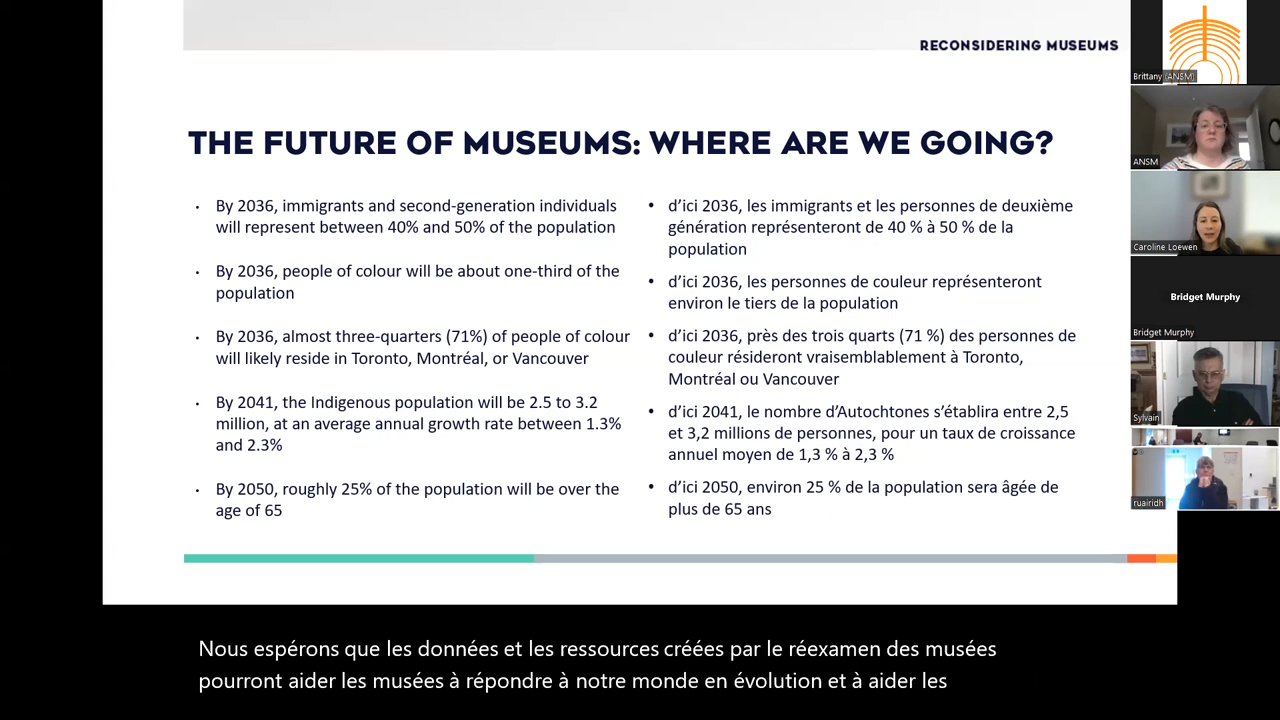 RECONSIDERING MUSEUMS
THE FUTURE OF MUSEUMS: WHERE ARE WE GOING?
• By 2036, immigrants and second-generation individuals
will represent between 40% and 50% of the population
• By 2036, people of colour will be about one-third of the
population
• By 2036, almost three-quarters (71%) of people of colour
will likely reside in Toronto, Montréal, or Vancouver
• By 2041, the Indigenous population will be 2.5 to 3.2
million, at an average annual growth rate between 1.3%
and 2.3%
• By 2050, roughly 25% of the population will be over the
age of 65
• d’ici 2036, les immigrants et les personnes de deuxième
génération représenteront de 40 % à 50 % de la
population
• d’ici 2036, les personnes de couleur représenteront
environ le tiers de la population
• d’ici 2036, près des trois quarts (71 %) des personnes de
couleur résideront vraisemblablement à Toronto,
Montréal ou Vancouver
• d’ici 2041, le nombre d’Autochtones s’établira entre 2,5
et 3,2 millions de personnes, pour un taux de croissance
annuel moyen de 1,3 % à 2,3 %
• d’ici 2050, environ 25 % de la population sera âgée de
plus de 65 ans
Brittany (ANSM)
ANSM
Caroline Loewen
Bridget Murphy
Bridget Murphy
Sylvain
ruairidh
Nous espérons que les données et les ressources créées par le réexamen des musées
pourront aider les musées à répondre à notre monde en évolution et à aider les